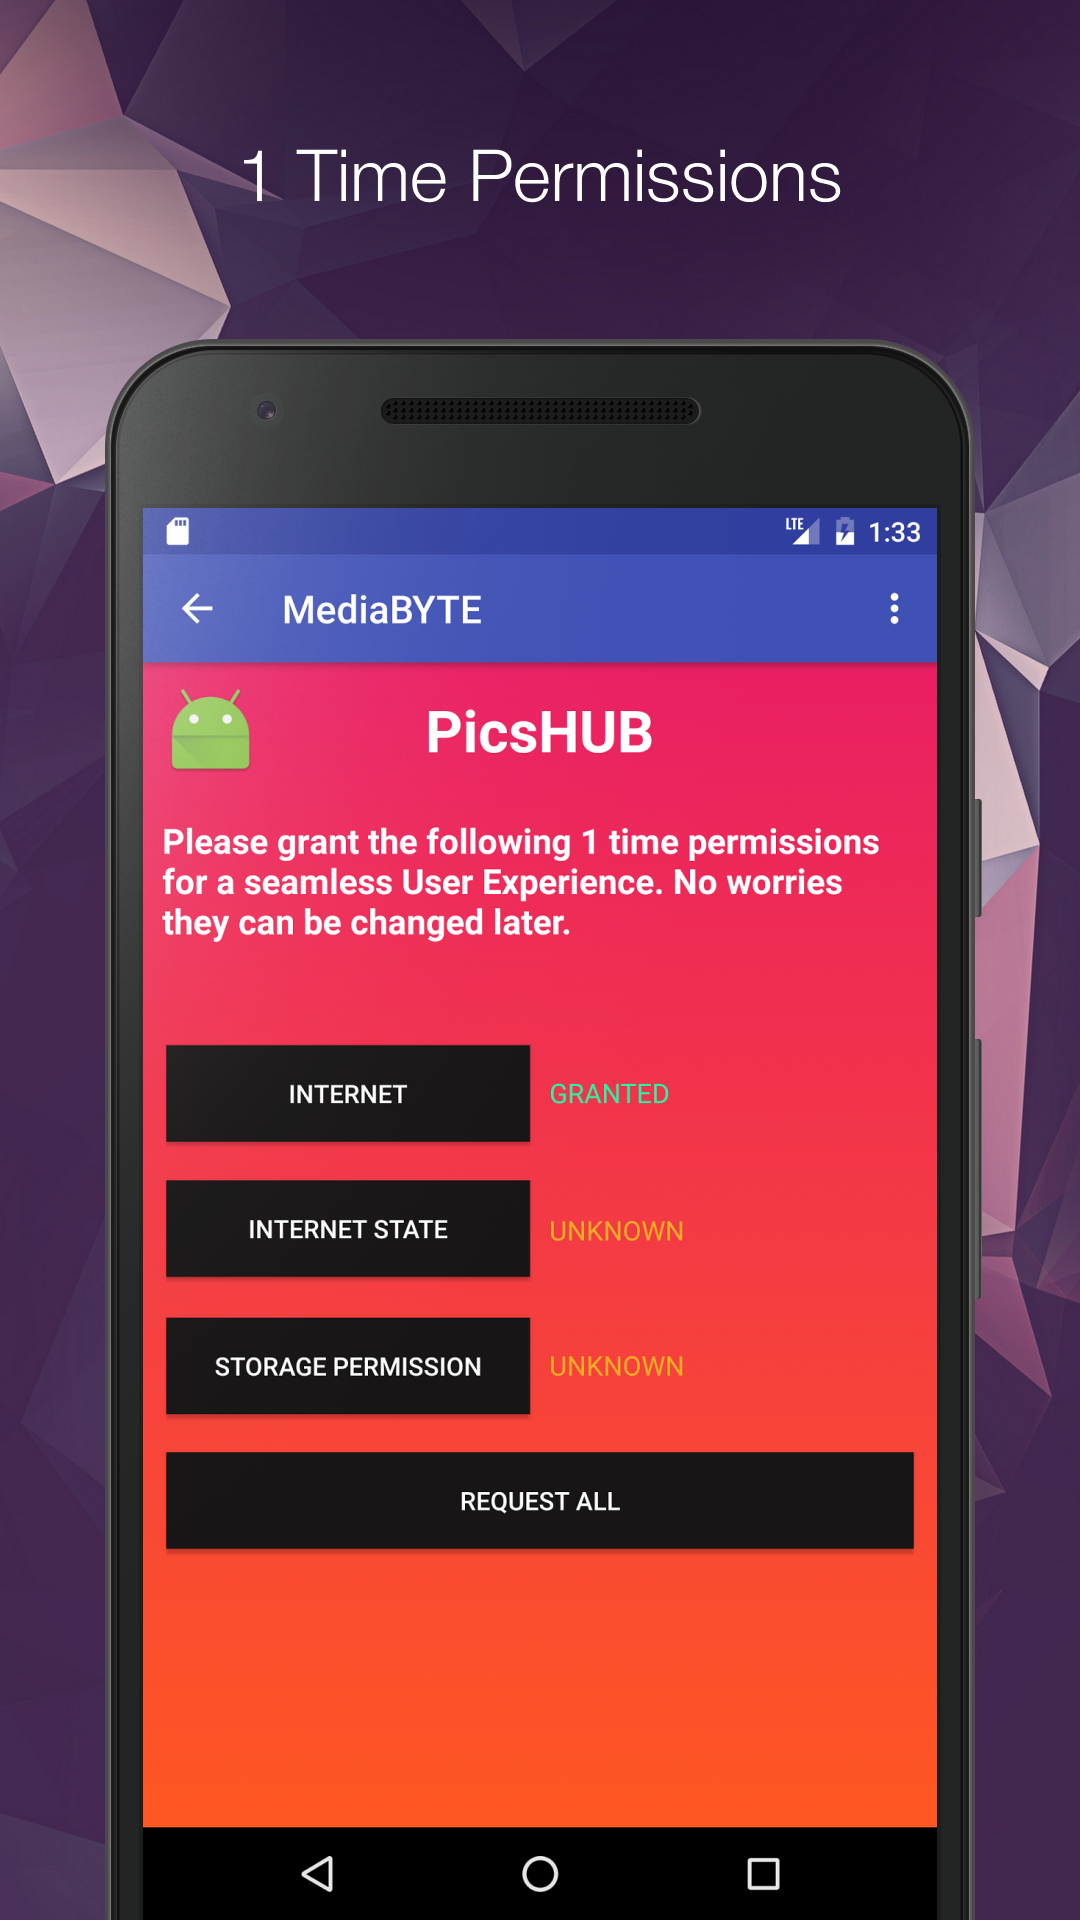 1 Time Permissions
LTE 1:33
MediaBYTE
PicsHUB
Please grant the following 1 time permissions
for a seamless User Experience. No worries
they can be changed later.
INTERNET GRANTED
INTERNET STATE UNKNOWN
STORAGE PERMISSION UNKNOWN
REQUEST ALL